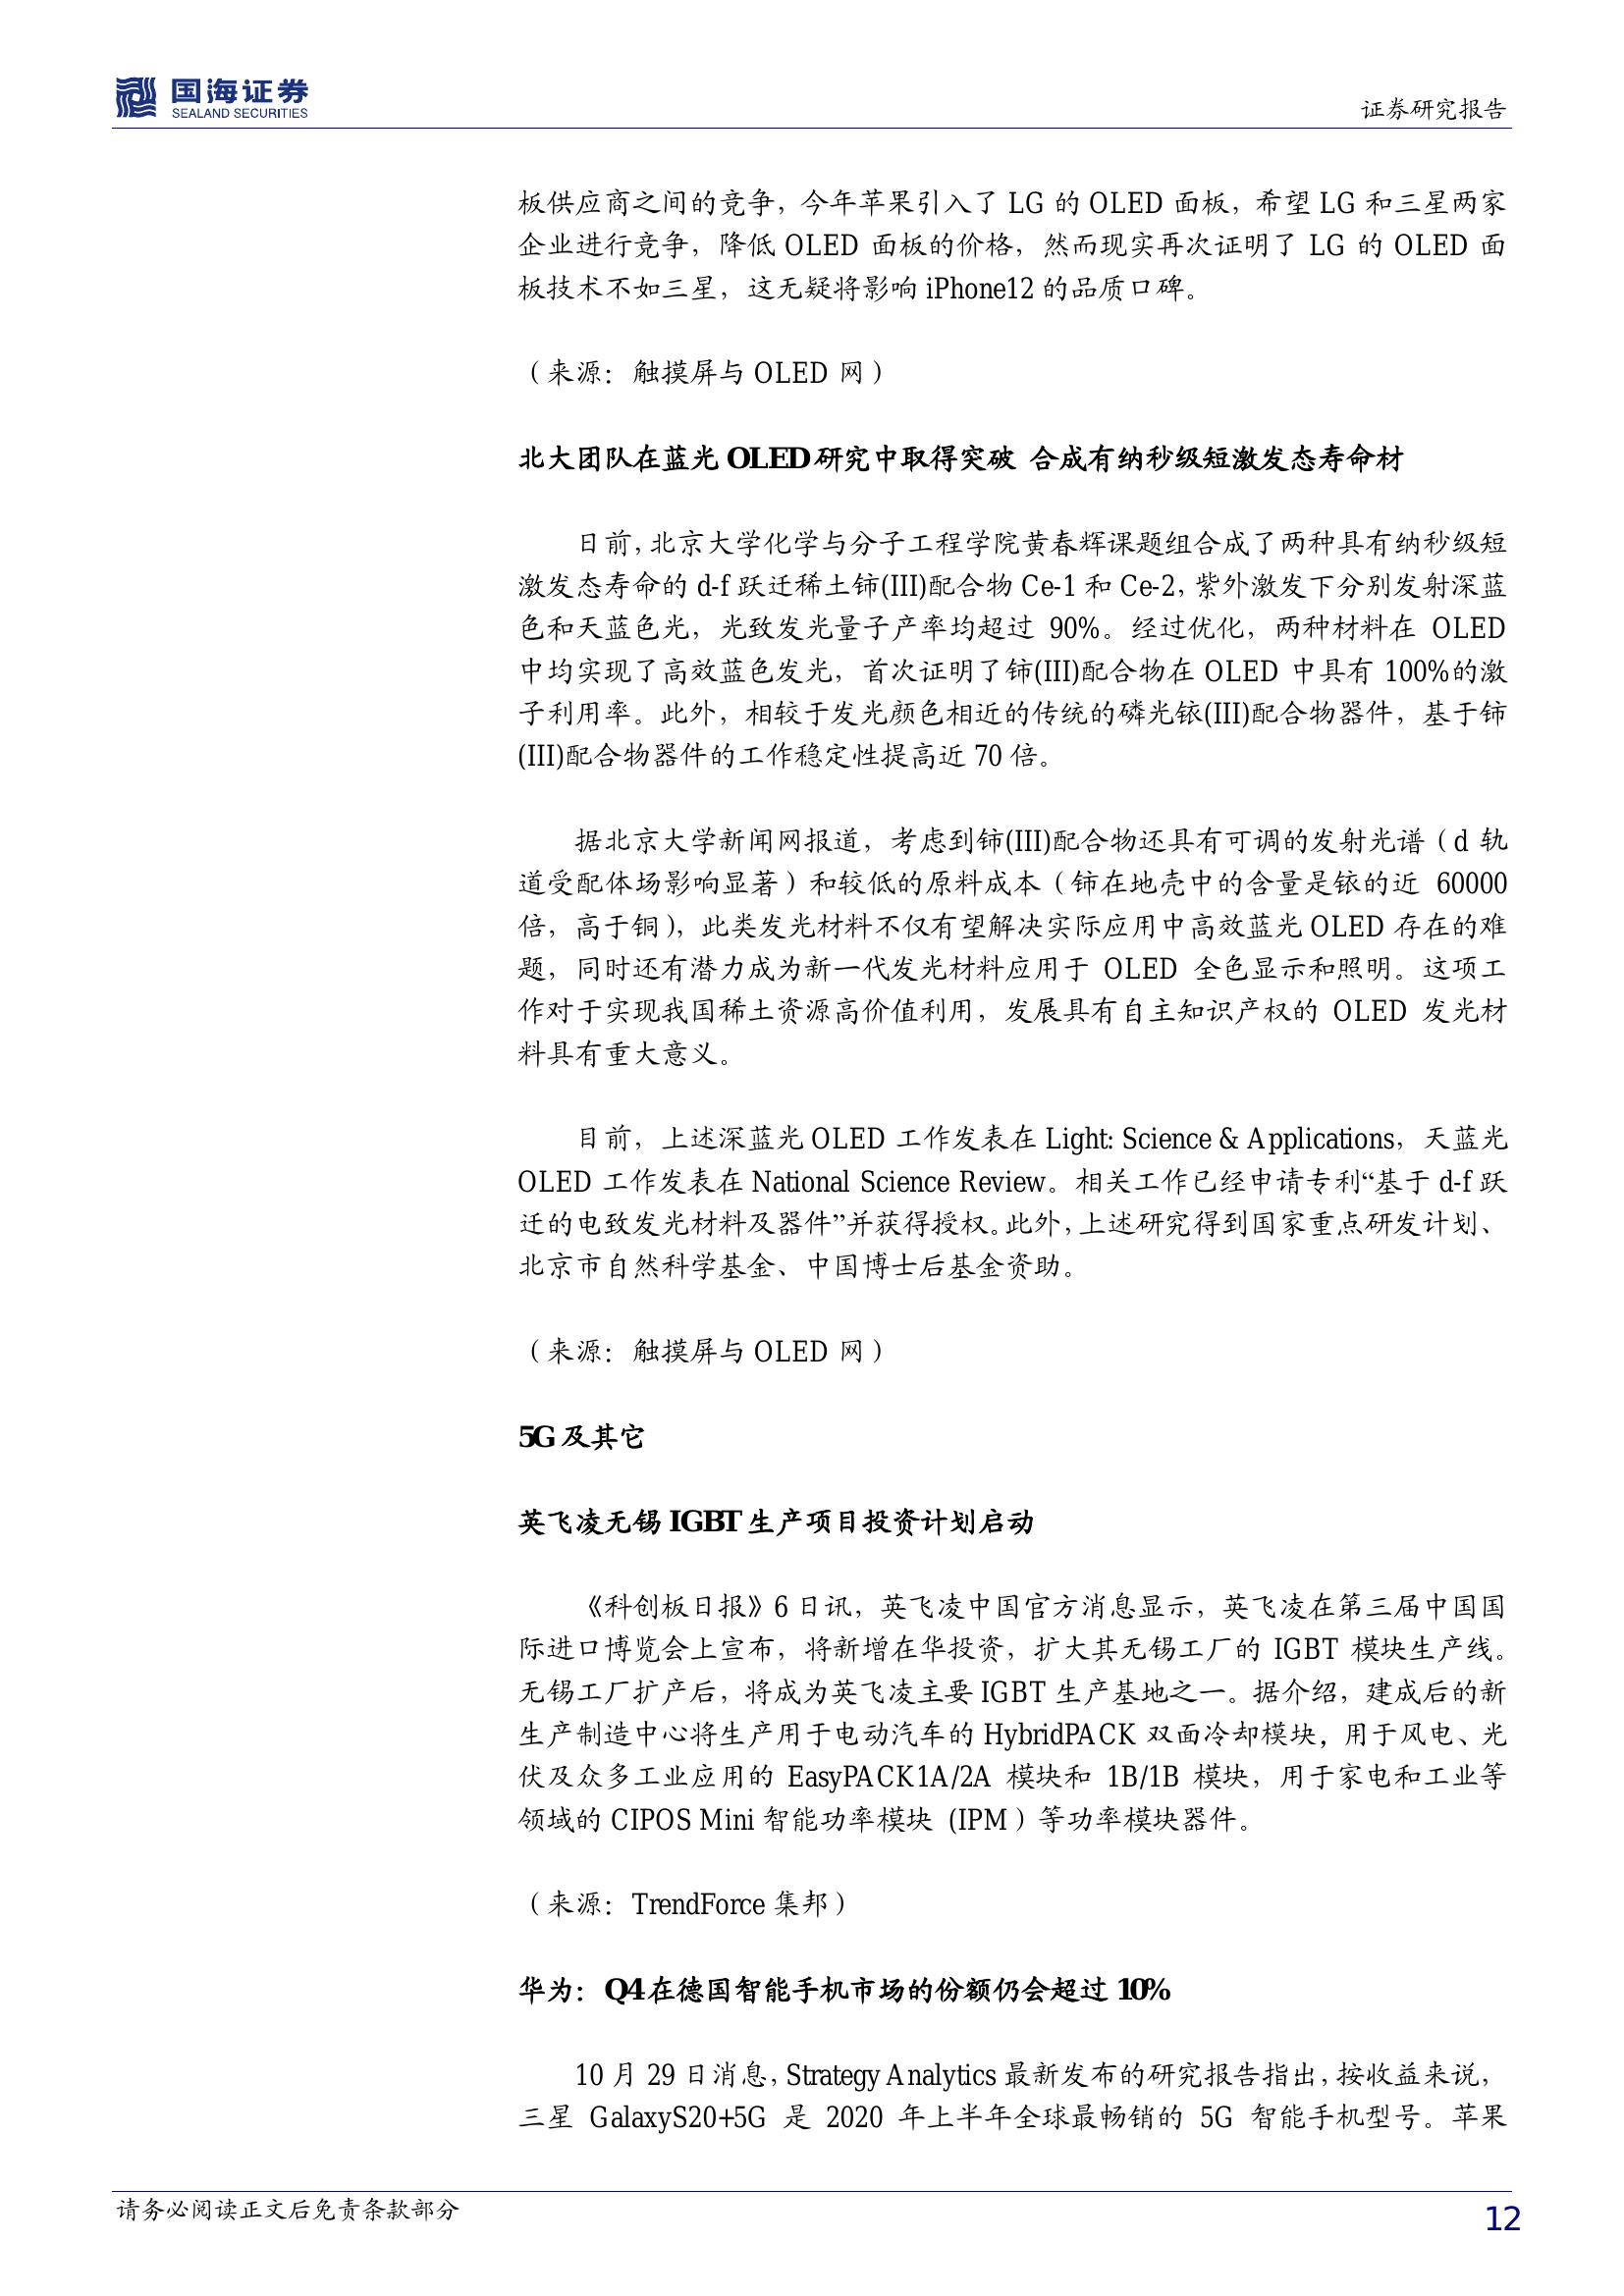 国海证券
SEALAND SECURITIES
证券研究报告
板供应商之间的竞争，今年苹果引入了 LG 的 OLED 面板，希望 LG 和三星两家
企业进行竞争，降低 OLED 面板的价格，然而现实再次证明了 LG 的 OLED 面
板技术不如三星，这无疑将影响 iPhone12 的品质口碑。
（来源：触摸屏与 OLED 网）
北大团队在蓝光 OLED 研究中取得突破 合成有纳秒级短激发态寿命材
日前，北京大学化学与分子工程学院黄春辉课题组合成了两种具有纳秒级短
激发态寿命的 d-f 跃迁稀土铈(III)配合物 Ce-1 和 Ce-2，紫外激发下分别发射深蓝
色和天蓝色光，光致发光量子产率均超过 90%。经过优化，两种材料在 OLED
中均实现了高效蓝色发光，首次证明了铈(III)配合物在 OLED 中具有 100%的激
子利用率。此外，相较于发光颜色相近的传统的磷光铱(III)配合物器件，基于铈
(III)配合物器件的工作稳定性提高近 70 倍。
据北京大学新闻网报道，考虑到铈(III)配合物还具有可调的发射光谱（d 轨
道受配体场影响显著）和较低的原料成本（铈在地壳中的含量是铱的近 60000
倍，高于铜），此类发光材料不仅有望解决实际应用中高效蓝光 OLED 存在的难
题，同时还有潜力成为新一代发光材料应用于 OLED 全色显示和照明。这项工
作对于实现我国稀土资源高价值利用，发展具有自主知识产权的 OLED 发光材
料具有重大意义。
目前，上述深蓝光 OLED 工作发表在 Light: Science & Applications，天蓝光
OLED 工作发表在 National Science Review。相关工作已经申请专利“基于 d-f 跃
迁的电致发光材料及器件”并获得授权。此外，上述研究得到国家重点研发计划、
北京市自然科学基金、中国博士后基金资助。
（来源：触摸屏与 OLED 网）
5G 及其它
英飞凌无锡 IGBT 生产项目投资计划启动
《科创板日报》6 日讯，英飞凌中国官方消息显示，英飞凌在第三届中国国
际进口博览会上宣布，将新增在华投资，扩大其无锡工厂的 IGBT 模块生产线。
无锡工厂扩产后，将成为英飞凌主要 IGBT 生产基地之一。据介绍，建成后的新
生产制造中心将生产用于电动汽车的 HybridPACK 双面冷却模块，用于风电、光
伏及众多工业应用的 EasyPACK1A/2A 模块和 1B/1B 模块，用于家电和工业等
领域的 CIPOS Mini 智能功率模块（IPM）等功率模块器件。
（来源：TrendForce 集邦）
华为：Q4 在德国智能手机市场的份额仍会超过 10%
10 月 29 日消息，Strategy Analytics 最新发布的研究报告指出，按收益来说，
三星 GalaxyS20+5G 是 2020 年上半年全球最畅销的 5G 智能手机型号。苹果
请务必阅读正文后免责条款部分
12